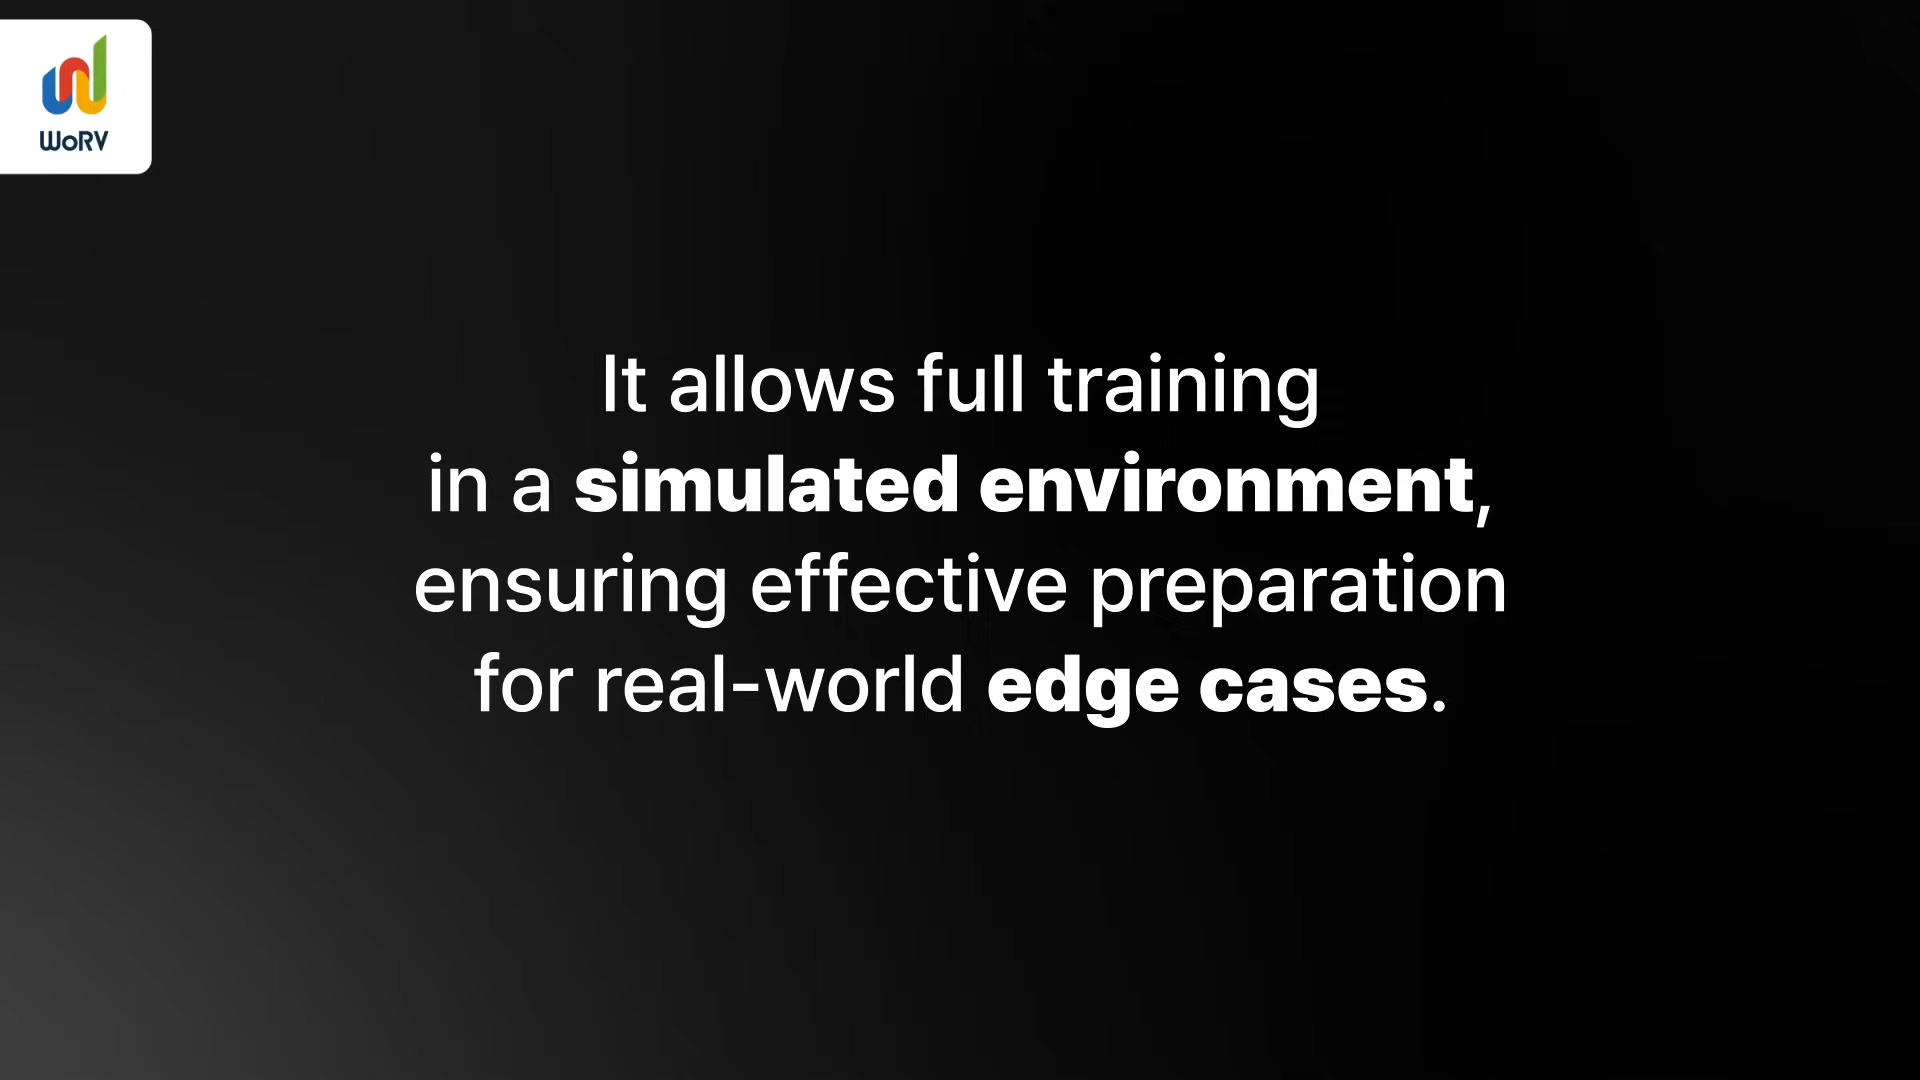 WoRV
It allows full training
in a simulated environment,
ensuring effective preparation
for real-world edge cases.